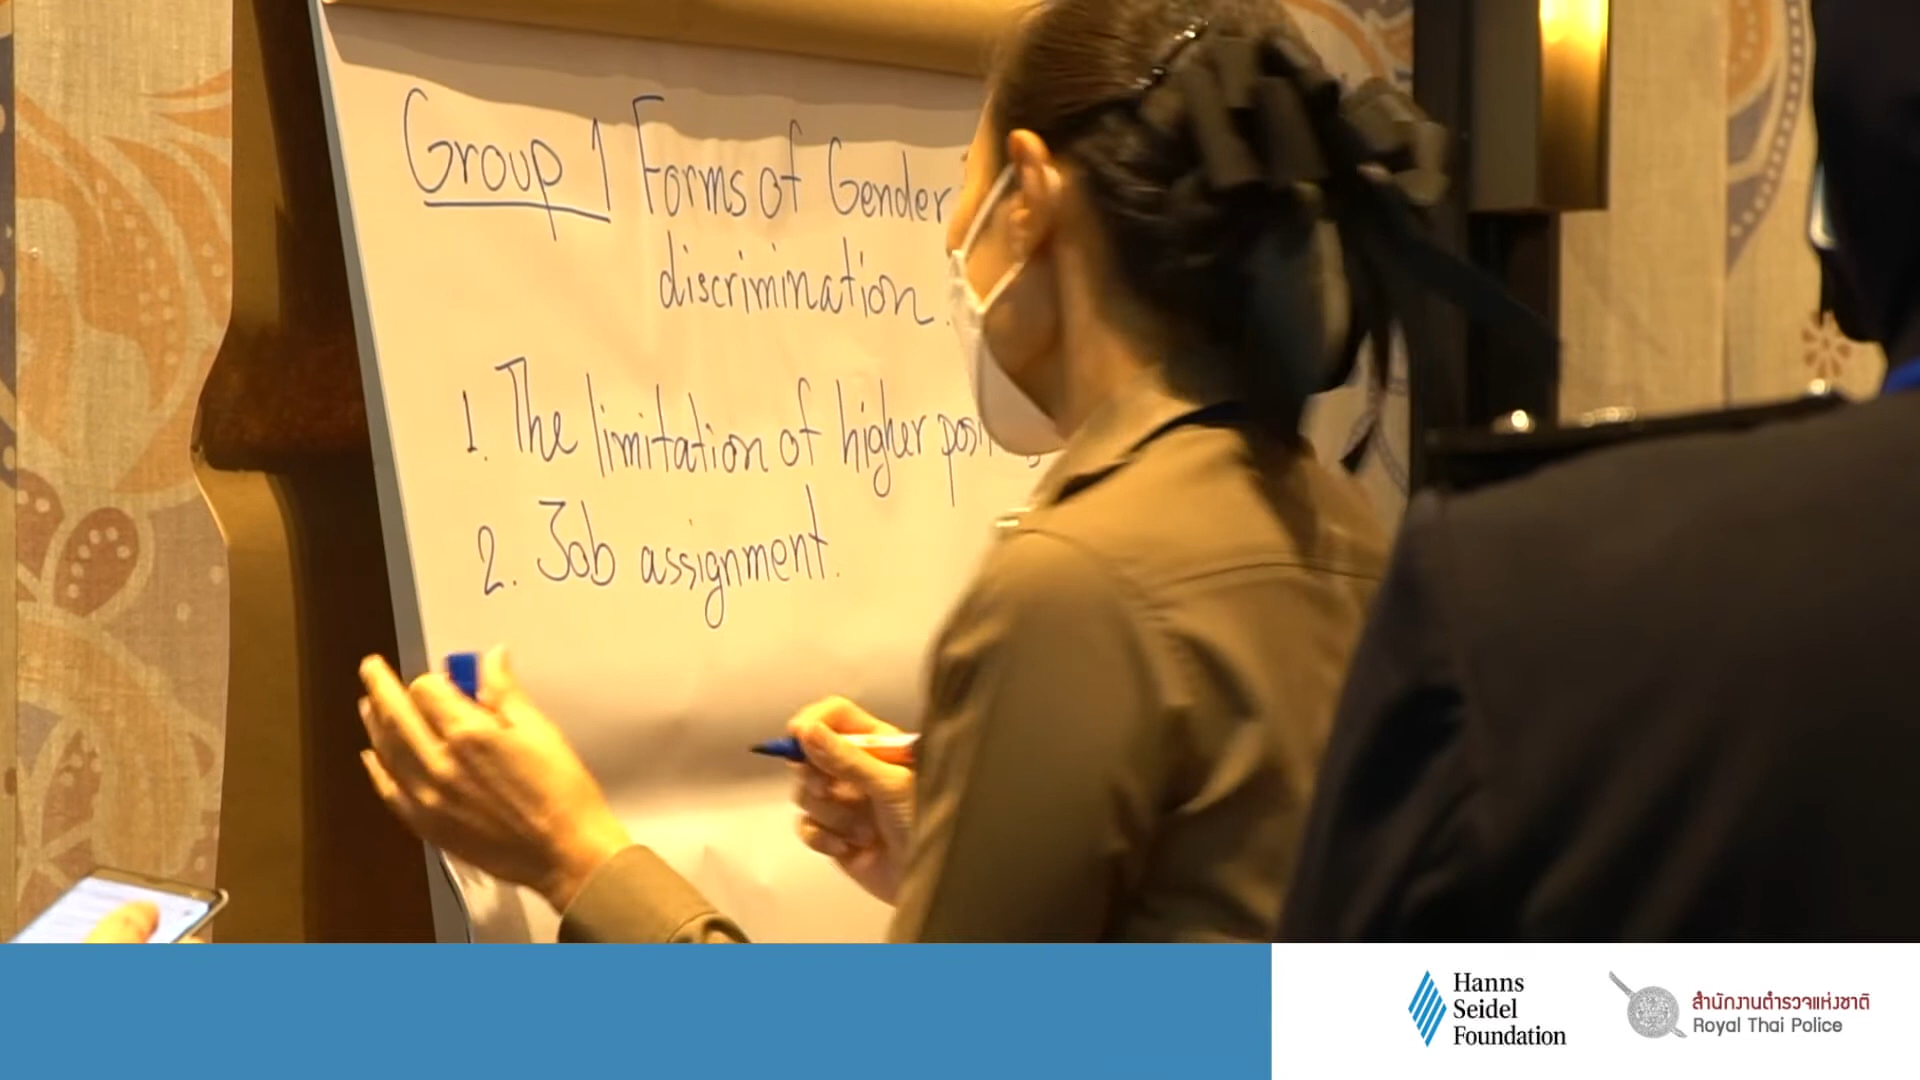 Group 1 Forms of Gender
discrimination.
1. The limitation of higher
2. Job assignment.
Hanns
Seidel
Foundation
สำนักงานตำรวจแห่งชาติ
Royal Thai Police